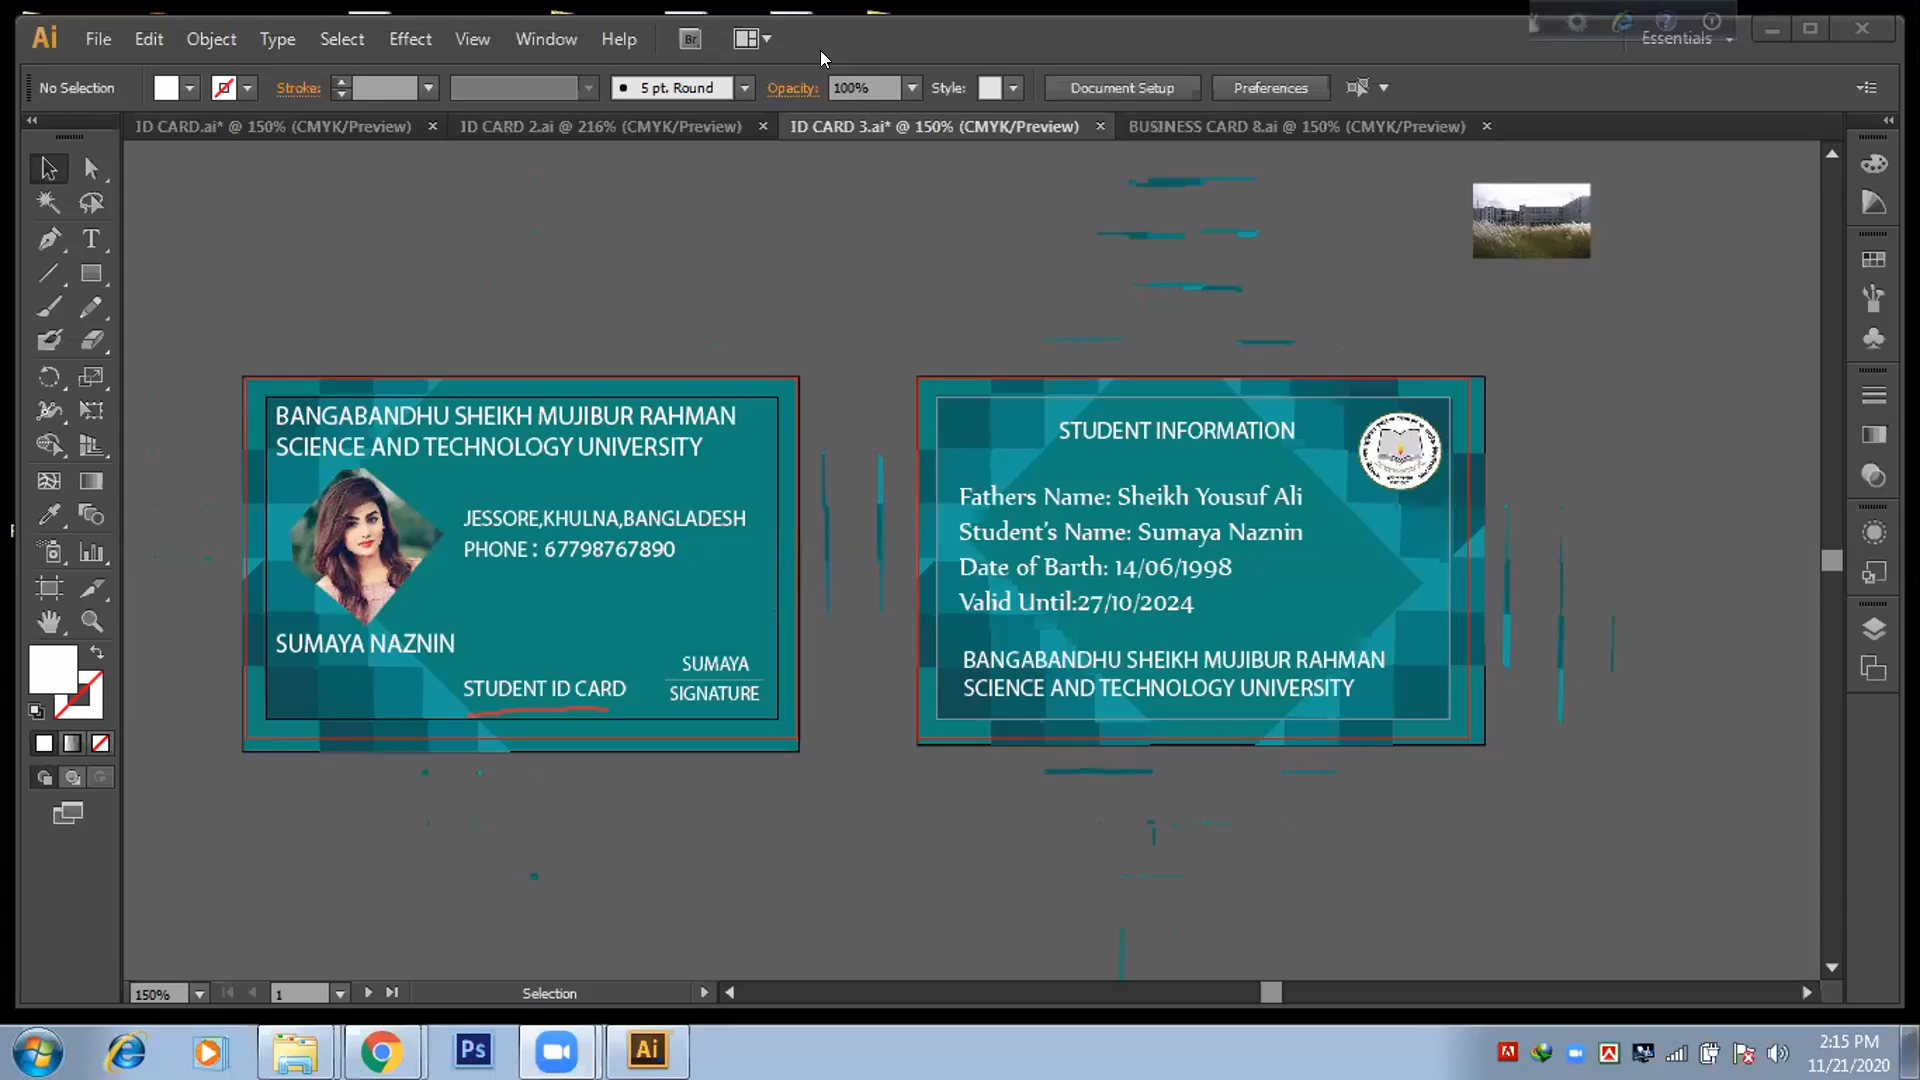 Ai File Edit Object Type Select Effect View Window Help Br Essentials
No Selection Stroke: 5 pt. Round Opacity: 100% Style: Document Setup Preferences
ID CARD.ai* @ 150% (CMYK/Preview) ID CARD 2.ai @ 216% (CMYK/Preview) ID CARD 3.ai* @ 150% (CMYK/Preview) BUSINESS CARD 8.ai @ 150% (CMYK/Preview)
BANGABANDHU SHEIKH MUJIBUR RAHMAN
SCIENCE AND TECHNOLOGY UNIVERSITY
JESSORE,KHULNA,BANGLADESH
PHONE : 67798767890
SUMAYA NAZNIN
STUDENT ID CARD
SUMAYA
SIGNATURE
STUDENT INFORMATION
Fathers Name: Sheikh Yousuf Ali
Student's Name: Sumaya Naznin
Date of Barth: 14/06/1998
Valid Until:27/10/2024
BANGABANDHU SHEIKH MUJIBUR RAHMAN
SCIENCE AND TECHNOLOGY UNIVERSITY
150% 1 Selection
Ps Ai
2:15 PM
11/21/2020